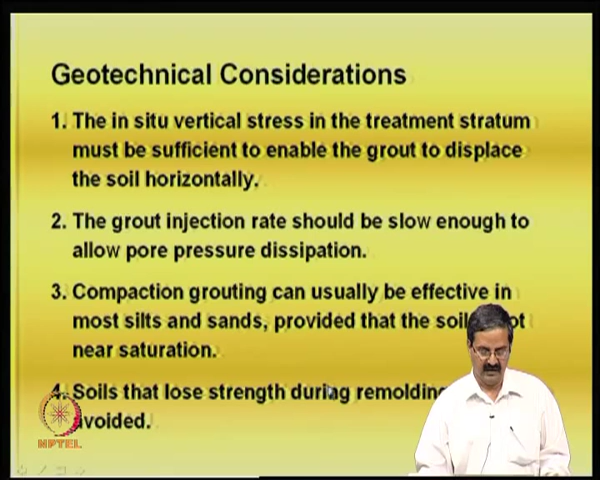 Geotechnical Considerations
1. The in situ vertical stress in the treatment stratum
must be sufficient to enable the grout to displace
the soil horizontally.
2. The grout injection rate should be slow enough to
allow pore pressure dissipation.
3. Compaction grouting can usually be effective in
most silts and sands, provided that the soil
near saturation.
4. Soils that lose strength during remolding
avoided.
NPTEL